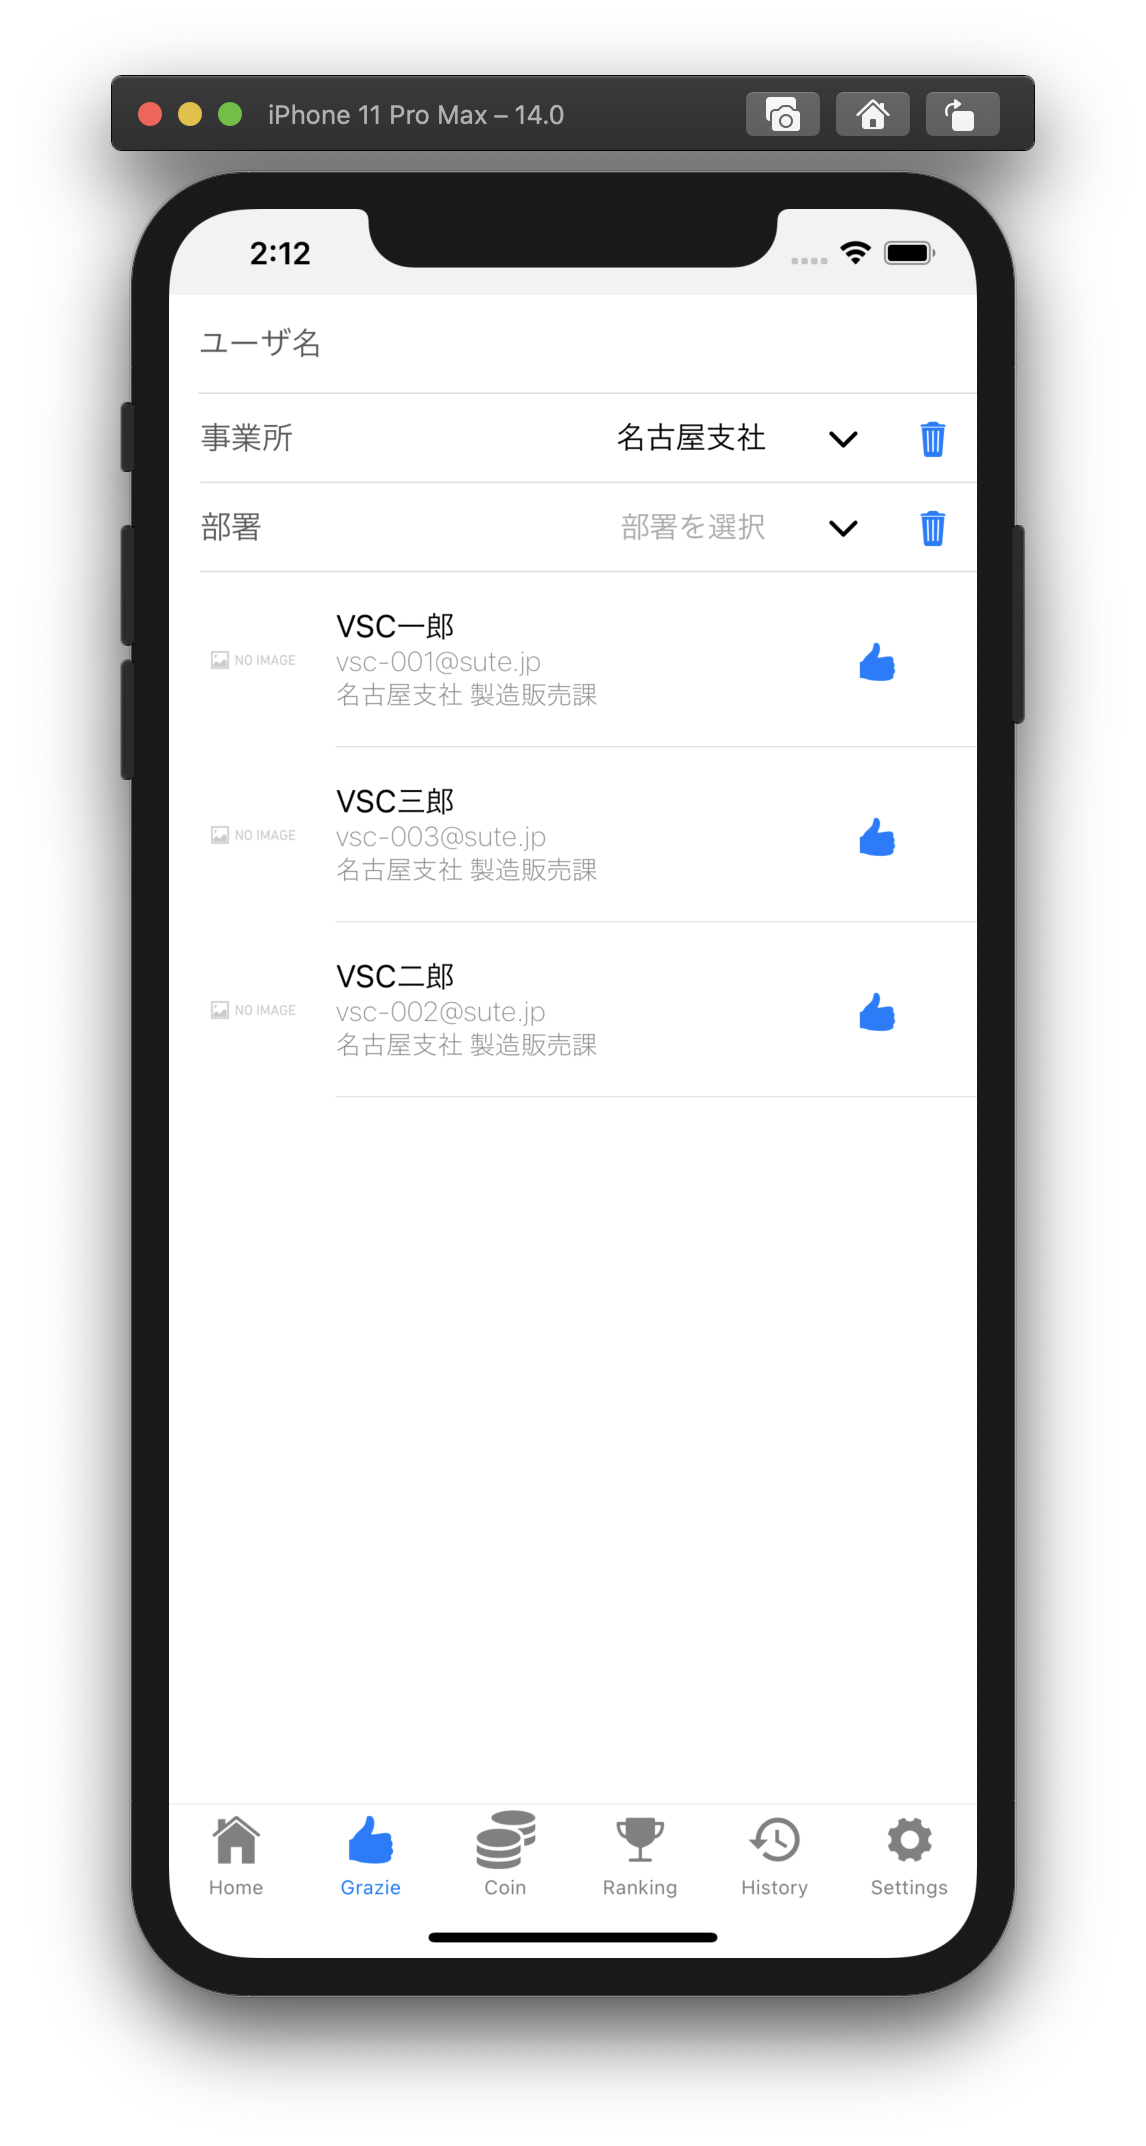 iPhone 11 Pro Max – 14.0
2:12
ユーザ名
事業所 名古屋支社
部署 部署を選択
VSC一郎
NO IMAGE vsc-001@sute.jp
名古屋支社 製造販売課
VSC三郎
NO IMAGE vsc-003@sute.jp
名古屋支社 製造販売課
VSC二郎
NO IMAGE vsc-002@sute.jp
名古屋支社 製造販売課
Home Grazie Coin Ranking History Settings